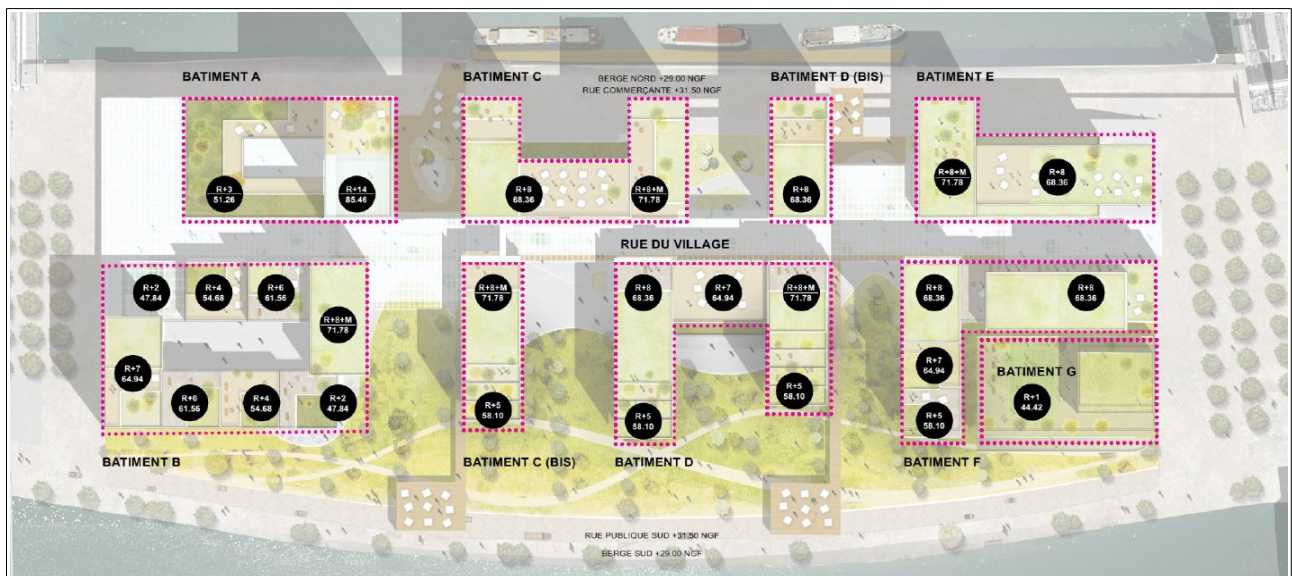 BATIMENT A
BATIMENT C
BERGE NORD +29.00 NGF
RUE COMMERÇANTE +31.50 NGF
BATIMENT D (BIS)
BATIMENT E
R+3
51.26
R+14
85.46
R+8
68.36
R+8+M
71.78
R+8
68.36
R+8+M
71.78
R+8
68.36
RUE DU VILLAGE
R+2
47.84
R+4
54.68
R+6
61.56
R+8+M
71.78
R+7
64.94
R+6
61.56
R+4
54.68
R+2
47.84
R+8+M
71.78
R+5
58.10
R+8
68.36
R+7
64.94
R+8+M
71.78
R+5
58.10
R+5
58.10
R+8
68.36
R+8
68.36
R+7
64.94
R+5
58.10
BATIMENT G
R+1
44.42
BATIMENT B
BATIMENT C (BIS)
BATIMENT D
BATIMENT F
RUE PUBLIQUE SUD +31.50 NGF
BERGE SUD +29.00 NGF